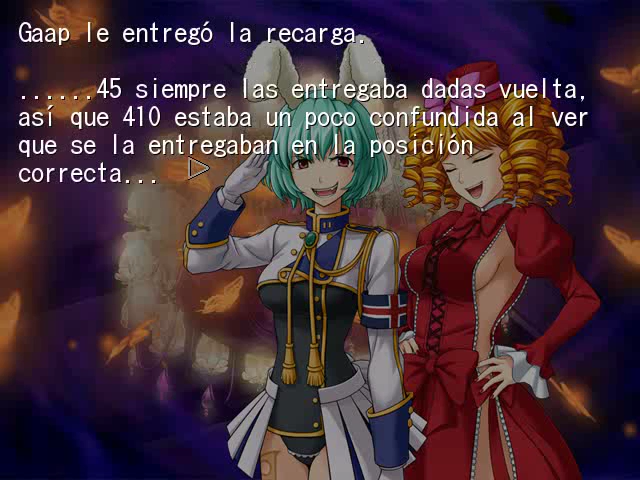 Gaap le entregó la recarga.
......45 siempre las entregaba dadas vuelta,
así que 410 estaba un poco confundida al ver
que se la entregaban en la posición
correcta...